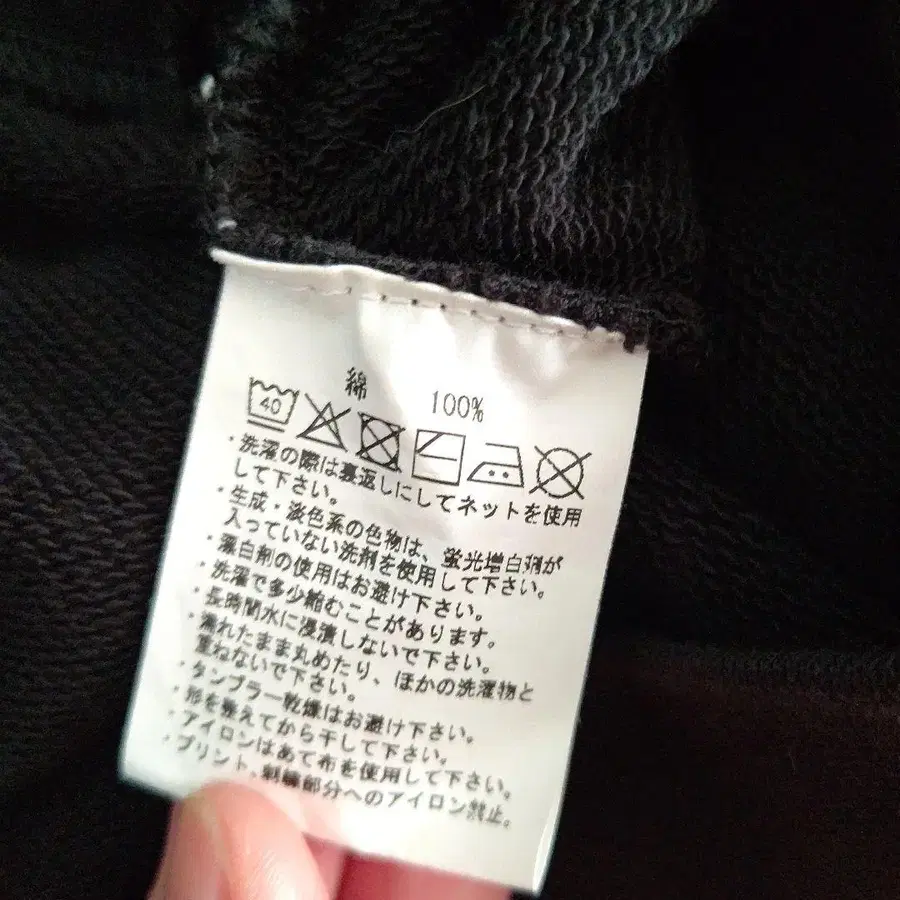 綿 100%
40
・洗濯の際は裏返しにしてネットを使用
して下さい。
・生成・淡色系の色物は、蛍光増白剤が
入っていない洗剤を使用して下さい。
・漂白剤の使用はお避け下さい。
・洗濯で多少縮むことがあります。
・長時間水に浸漬しないで下さい。
・濡れたまま丸めたり、ほかの洗濯物と
重ねないで下さい。
・タンブラー乾燥はお避け下さい。
・形を整えてから干して下さい。
・アイロンはあて布を使用して下さい。
・プリント、刺繍部分へのアイロン禁止。